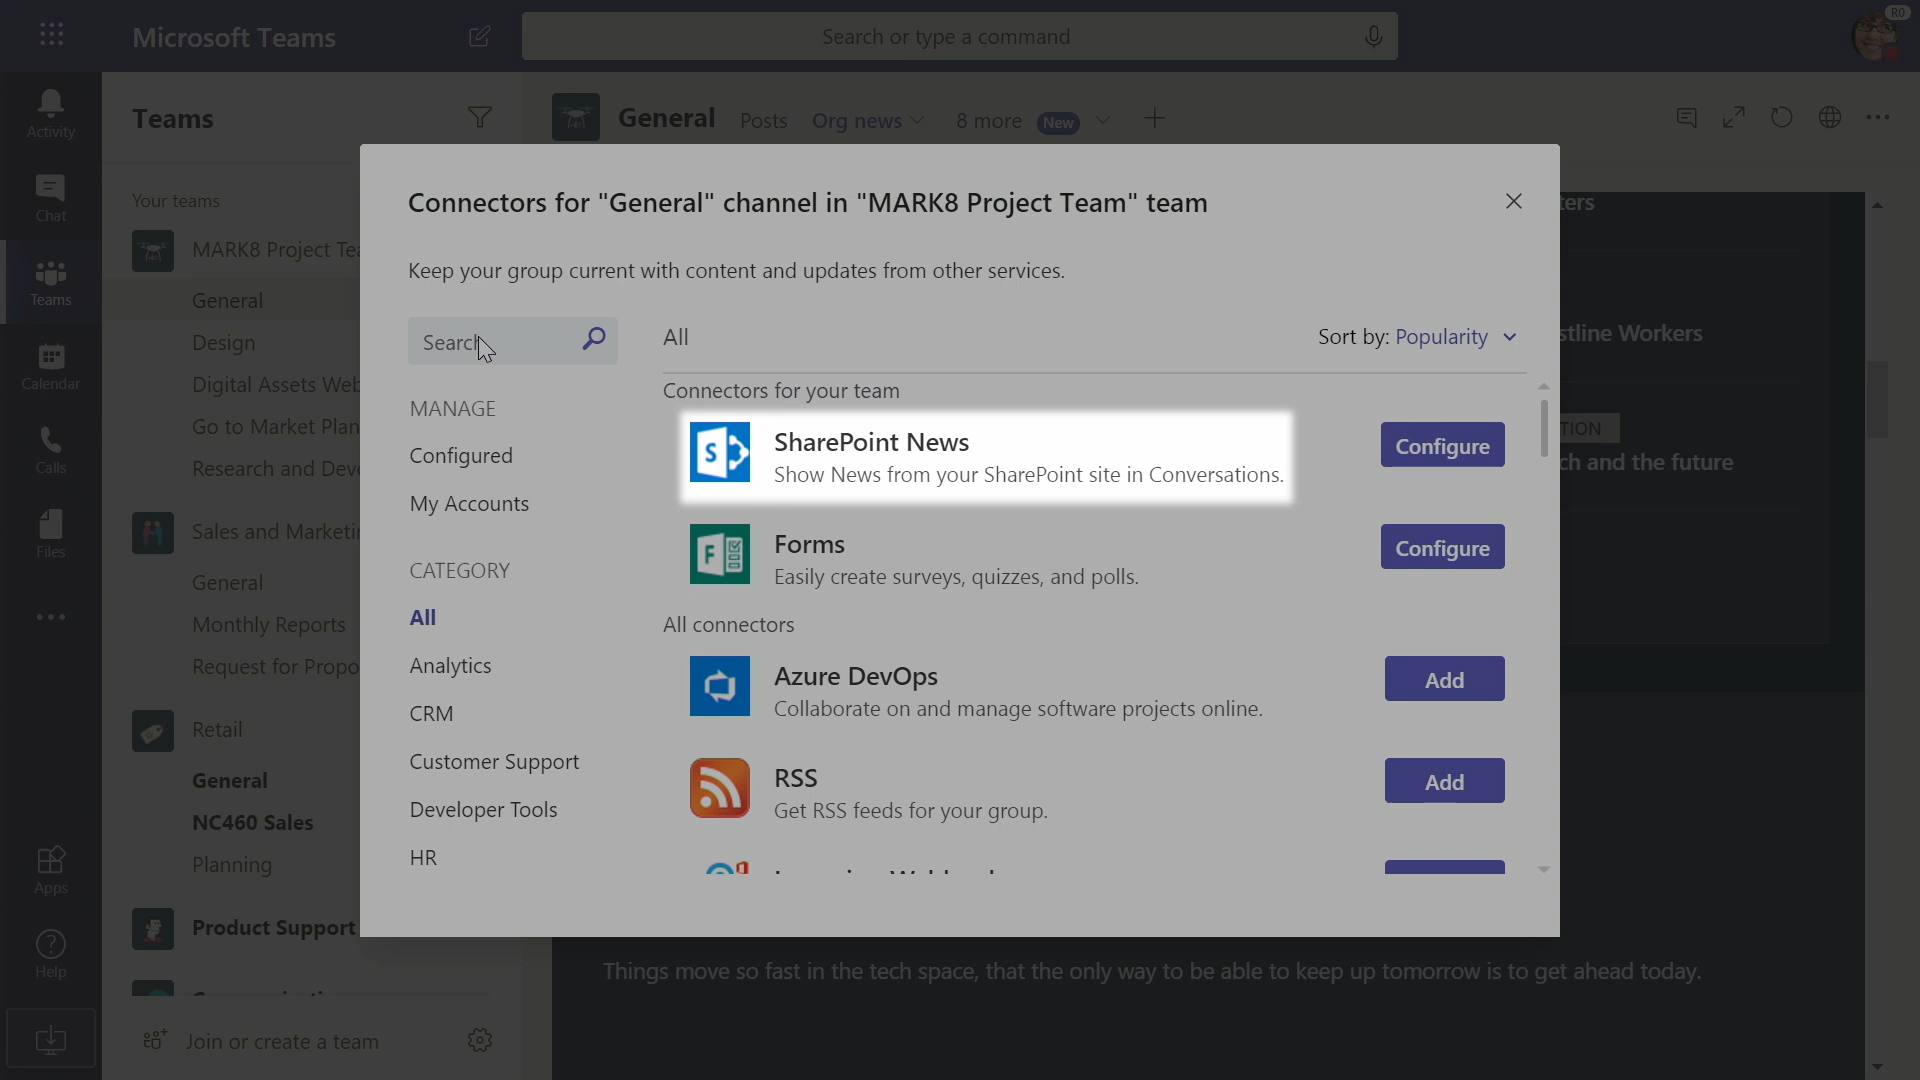 Microsoft Teams
Search or type a command
R0
Activity
Chat
Teams
Calendar
Calls
Files
Apps
Help
Teams
Your teams
MARK8 Project Tea
General
Design
Digital Assets Web
Go to Market Plan
Research and Deve
Sales and Marketin
General
Monthly Reports
Request for Propo
Retail
General
NC460 Sales
Planning
Product Support
Join or create a team
General
Posts
Org news
8 more
New
ters
stline Workers
TION
ch and the future
Connectors for "General" channel in "MARK8 Project Team" team
Keep your group current with content and updates from other services.
Search
MANAGE
Configured
My Accounts
CATEGORY
All
Analytics
CRM
Customer Support
Developer Tools
HR
All
Sort by: Popularity
Connectors for your team
S
SharePoint News
Show News from your SharePoint site in Conversations.
Configure
F
Forms
Easily create surveys, quizzes, and polls.
Configure
All connectors
Azure DevOps
Collaborate on and manage software projects online.
Add
RSS
Get RSS feeds for your group.
Add
Things move so fast in the tech space, that the only way to be able to keep up tomorrow is to get ahead today.